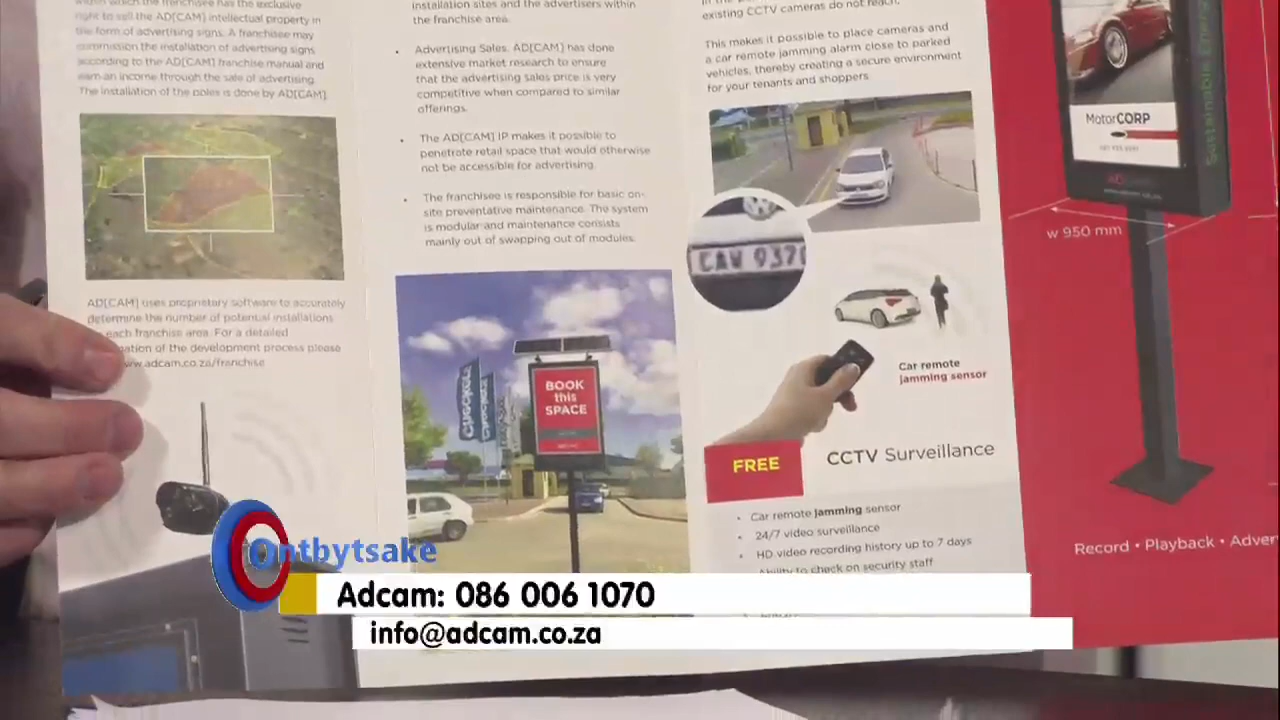 within which the franchisee has the exclusive
right to sell the AD[CAM] intellectual property in
the form of advertising signs. A franchisee may
commission the installation of advertising signs
according to the AD[CAM] franchise manual and
earn an income through the sale of advertising.
The installation of the poles is done by AD[CAM].
AD[CAM] uses proprietary software to accurately
determine the number of potential installations
each franchise area. For a detailed
of the development process please
www.adcam.co.za/franchise
installation sites and the advertisers within
the franchise area.
• Advertising Sales. AD[CAM] has done
extensive market research to ensure
that the advertising sales price is very
competitive when compared to similar
offerings.
• The AD[CAM] IP makes it possible to
penetrate retail space that would otherwise
not be accessible for advertising.
• The franchisee is responsible for basic on-
site preventative maintenance. The system
is modular and maintenance consists
mainly out of swapping out of modules.
BOOK
this
SPACE
existing CCTV cameras do not reach.
This makes it possible to place cameras and
a car remote jamming alarm close to parked
vehicles, thereby creating a secure environment
for your tenants and shoppers.
CAW 9370
Car remote
jamming sensor
FREE
CCTV Surveillance
• Car remote jamming sensor
• 24/7 video surveillance
• HD video recording history up to 7 days
Ability to check on security staff
MotorCORP
Sustainable Energy
w 950 mm
Record • Playback • Adver
Ontbytsake
Adcam: 086 006 1070
info@adcam.co.za